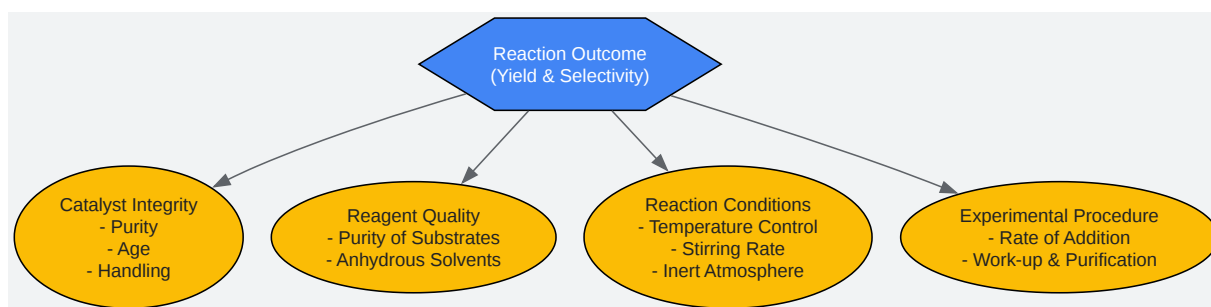 Reaction Outcome
(Yield & Selectivity)
Catalyst Integrity
- Purity
- Age
- Handling
Reagent Quality
- Purity of Substrates
- Anhydrous Solvents
Reaction Conditions
- Temperature Control
- Stirring Rate
- Inert Atmosphere
Experimental Procedure
- Rate of Addition
- Work-up & Purification